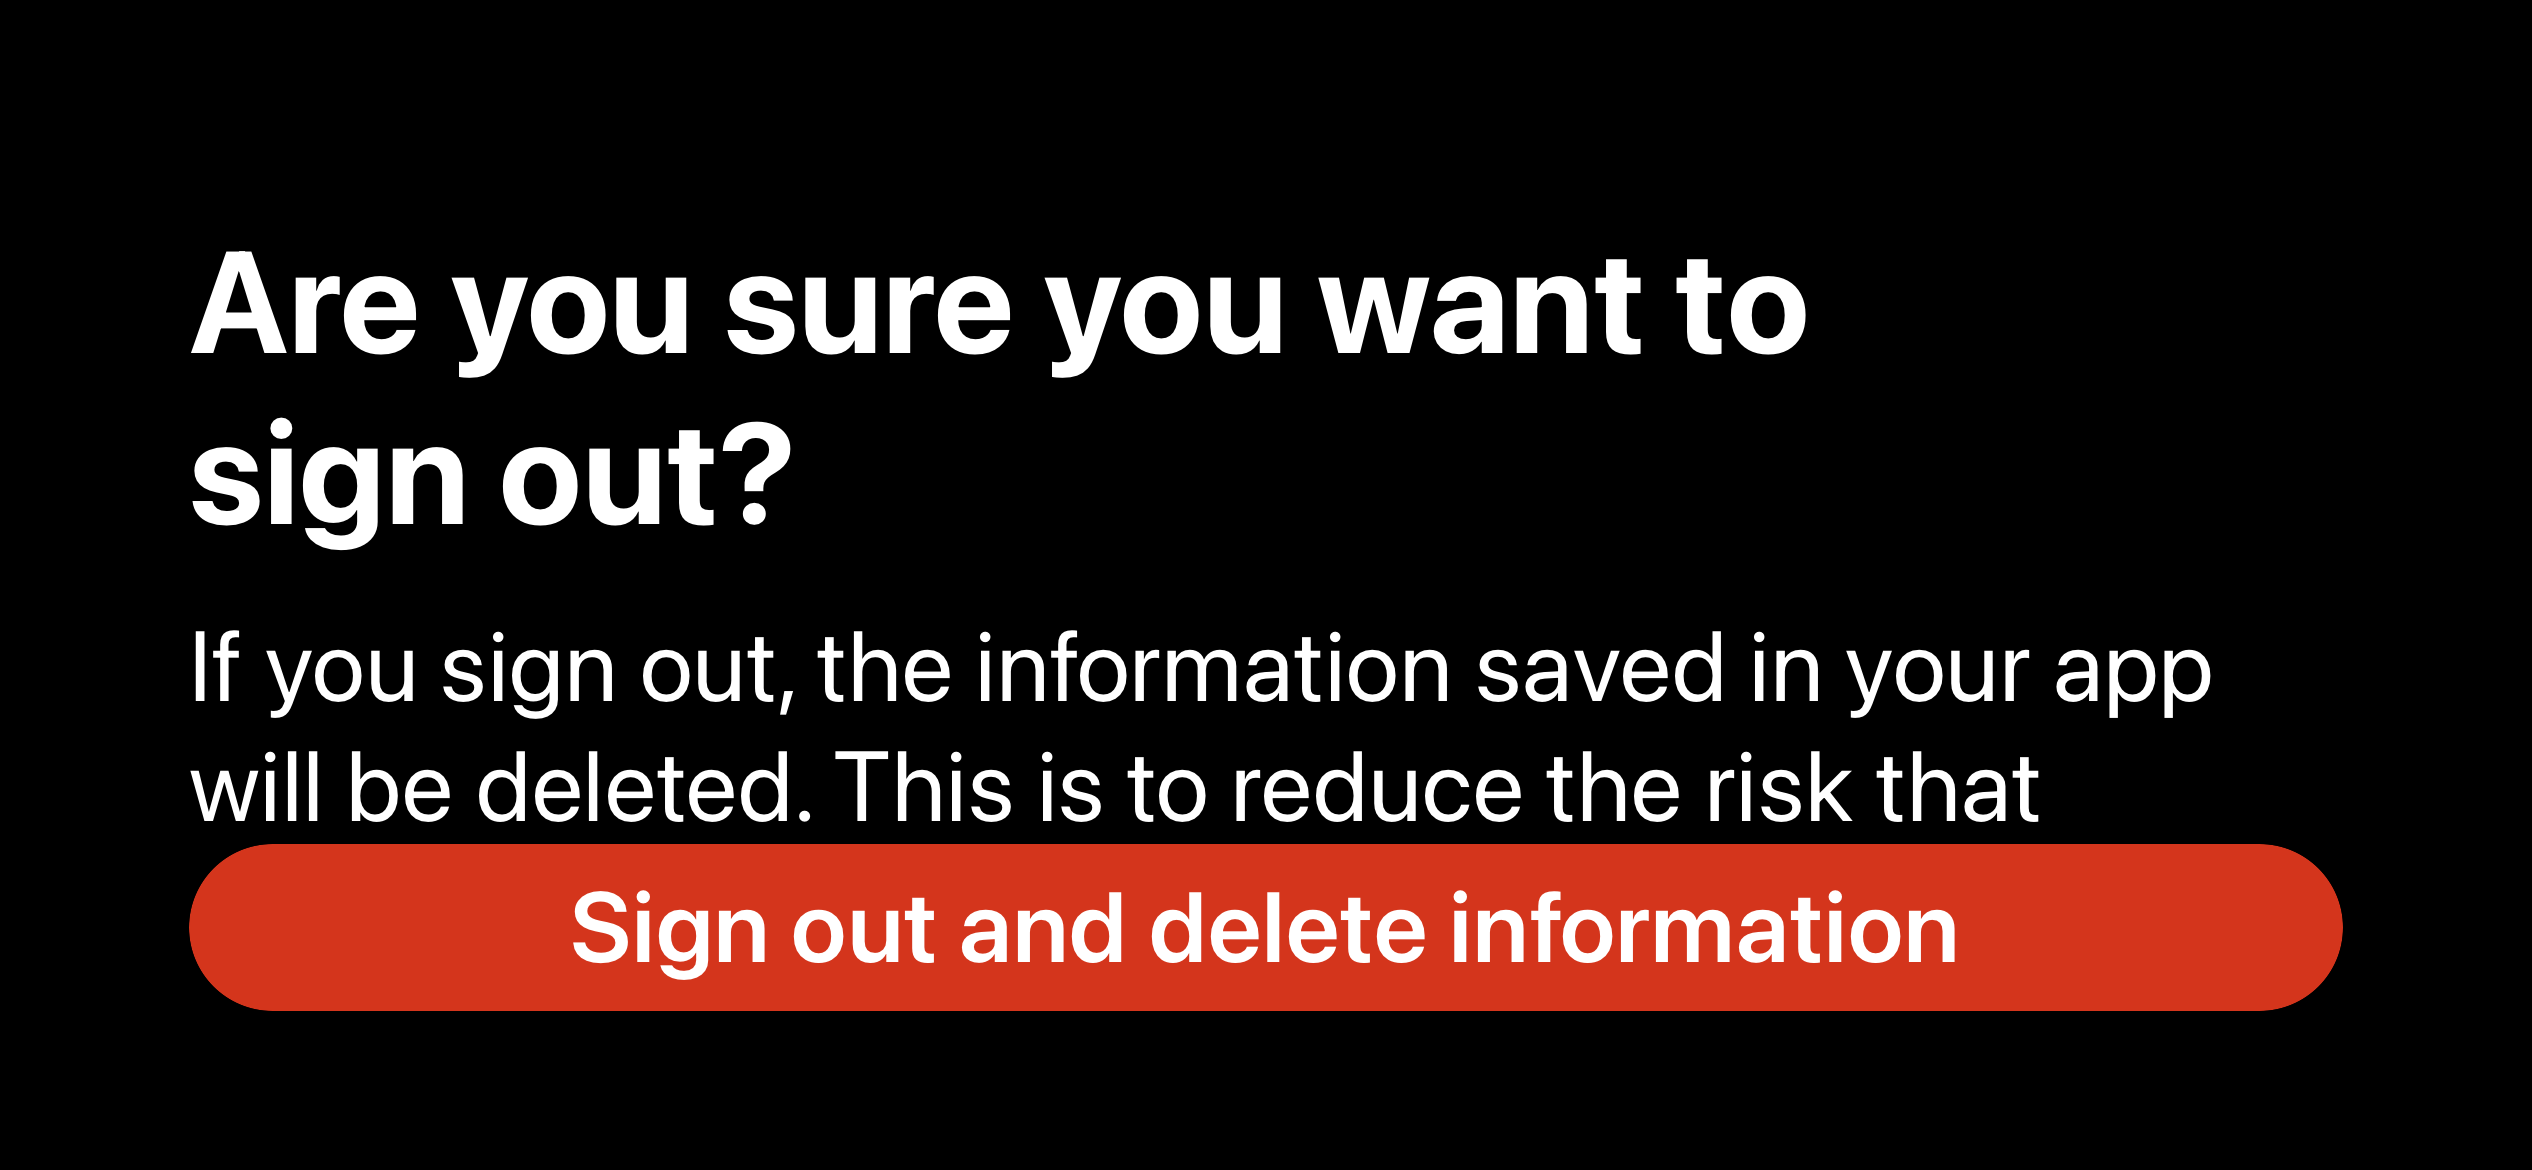 Are you sure you want to
sign out?
If you sign out, the information saved in your app
will be deleted. This is to reduce the risk that
Sign out and delete information